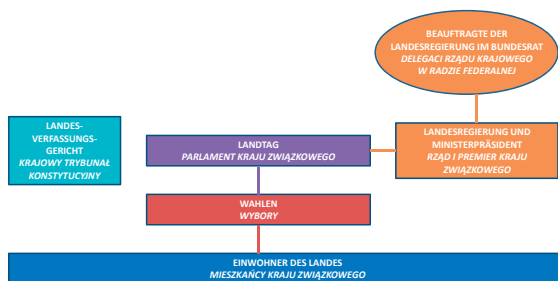 BEAUFTRAGTE DER
LANDESREGIERUNG IM BUNDESRAT
DELEGACI RZĄDU KRAJOWEGO
W RADZIE FEDERALNEJ
LANDES-
VERFASSUNGS-
GERICHT
KRAJOWY TRYBUNAŁ
KONSTYTUCYJNY
LANDTAG
PARLAMENT KRAJU ZWIĄZKOWEGO
LANDESREGIERUNG UND
MINISTERPRÄSIDENT
RZĄD I PREMIER KRAJU
ZWIĄZKOWEGO
WAHLEN
WYBORY
EINWOHNER DES LANDES
MIESZKAŃCY KRAJU ZWIĄZKOWEGO